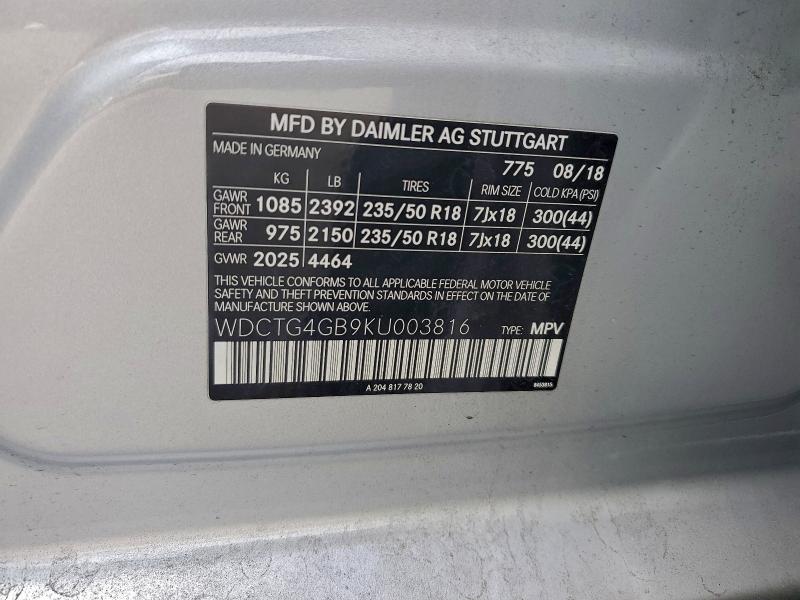 MFD BY DAIMLER AG STUTTGART
MADE IN GERMANY 775 08/18
KG LB TIRES RIM SIZE COLD KPA (PSI)
GAWR FRONT 1085 2392 235/50 R18 7Jx18 300(44)
GAWR REAR 975 2150 235/50 R18 7Jx18 300(44)
GVWR 2025 4464
THIS VEHICLE CONFORMS TO ALL APPLICABLE FEDERAL MOTOR VEHICLE
SAFETY AND THEFT PREVENTION STANDARDS IN EFFECT ON THE DATE OF
MANUFACTURE SHOWN ABOVE.
WDCTG4GB9KU003816 TYPE: MPV
A 204 817 78 20